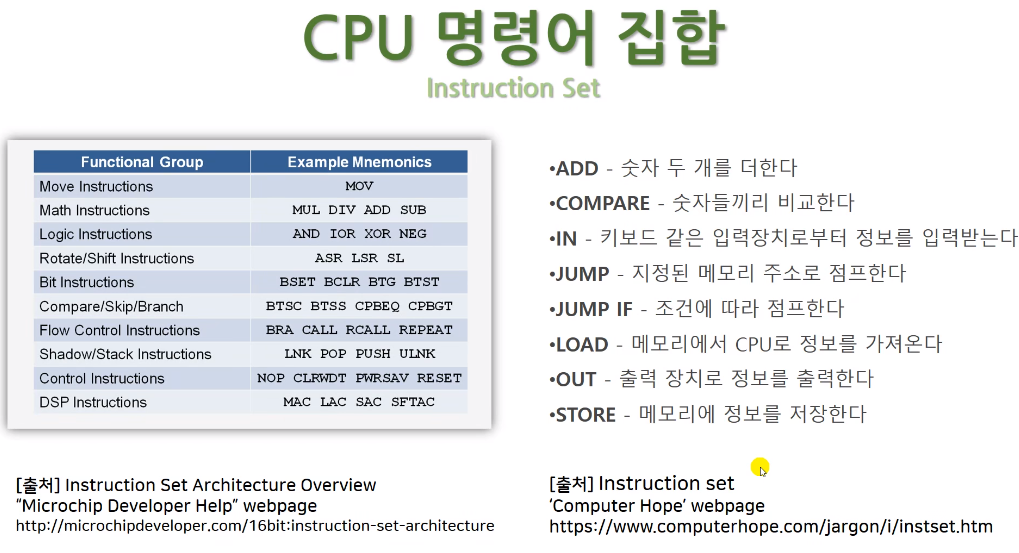 CPU 명령어 집합
Instruction Set
Functional Group Example Mnemonics
Move Instructions MOV
Math Instructions MUL DIV ADD SUB
Logic Instructions AND IOR XOR NEG
Rotate/Shift Instructions ASR LSR SL
Bit Instructions BSET BCLR BTG BTST
Compare/Skip/Branch BTSC BTSS CPBEQ CPBGT
Flow Control Instructions BRA CALL RCALL REPEAT
Shadow/Stack Instructions LNK POP PUSH ULNK
Control Instructions NOP CLRWDT PWRSAV RESET
DSP Instructions MAC LAC SAC SFTAC
[출처] Instruction Set Architecture Overview
“Microchip Developer Help” webpage
http://microchipdeveloper.com/16bit:instruction-set-architecture
•ADD - 숫자 두 개를 더한다
•COMPARE - 숫자들끼리 비교한다
•IN - 키보드 같은 입력장치로부터 정보를 입력받는다
•JUMP - 지정된 메모리 주소로 점프한다
•JUMP IF - 조건에 따라 점프한다
•LOAD - 메모리에서 CPU로 정보를 가져온다
•OUT - 출력 장치로 정보를 출력한다
•STORE - 메모리에 정보를 저장한다
[출처] Instruction set
‘Computer Hope’ webpage
https://www.computerhope.com/jargon/i/instset.htm